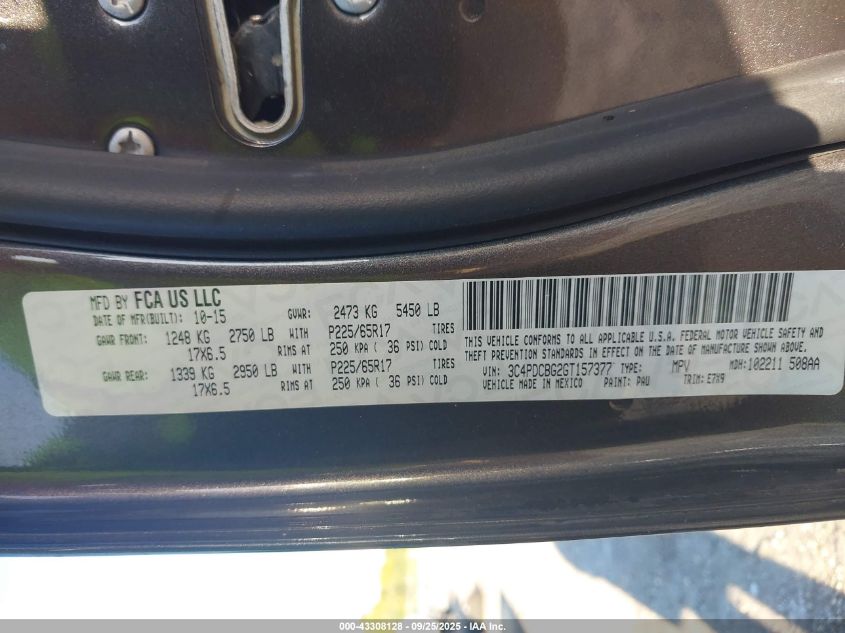 MFD BY FCA US LLC
DATE OF MFR(BUILT): 10-15 GVWR: 2473 KG 5450 LB
GAWR FRONT: 1248 KG 2750 LB WITH P225/65R17 TIRES
17X6.5 RIMS AT 250 KPA ( 36 PSI) COLD
GAWR REAR: 1339 KG 2950 LB WITH P225/65R17 TIRES
17X6.5 RIMS AT 250 KPA ( 36 PSI) COLD
THIS VEHICLE CONFORMS TO ALL APPLICABLE U.S.A. FEDERAL MOTOR VEHICLE SAFETY AND
THEFT PREVENTION STANDARDS IN EFFECT ON THE DATE OF MANUFACTURE SHOWN ABOVE.
VIN: 3C4PDCBG2GT157377 TYPE: MPV MDH:102211 508AA
VEHICLE MADE IN MEXICO PAINT: PAU TRIM: E7X9
000-43308128 - 09/25/2025 - IAA Inc.